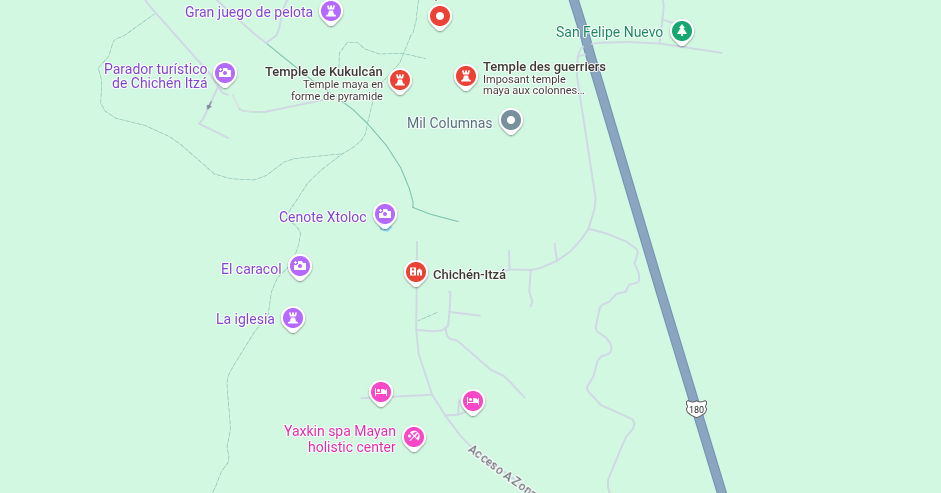 Gran juego de pelota
San Felipe Nuevo
Parador turístico
de Chichén Itzá
Temple de Kukulcán
Temple maya en
forme de pyramide
Temple des guerriers
Imposant temple
maya aux colonnes...
Mil Columnas
Cenote Xtoloc
El caracol
Chichén-Itzá
La iglesia
180
Yaxkin spa Mayan
holistic center
Acceso A Zon